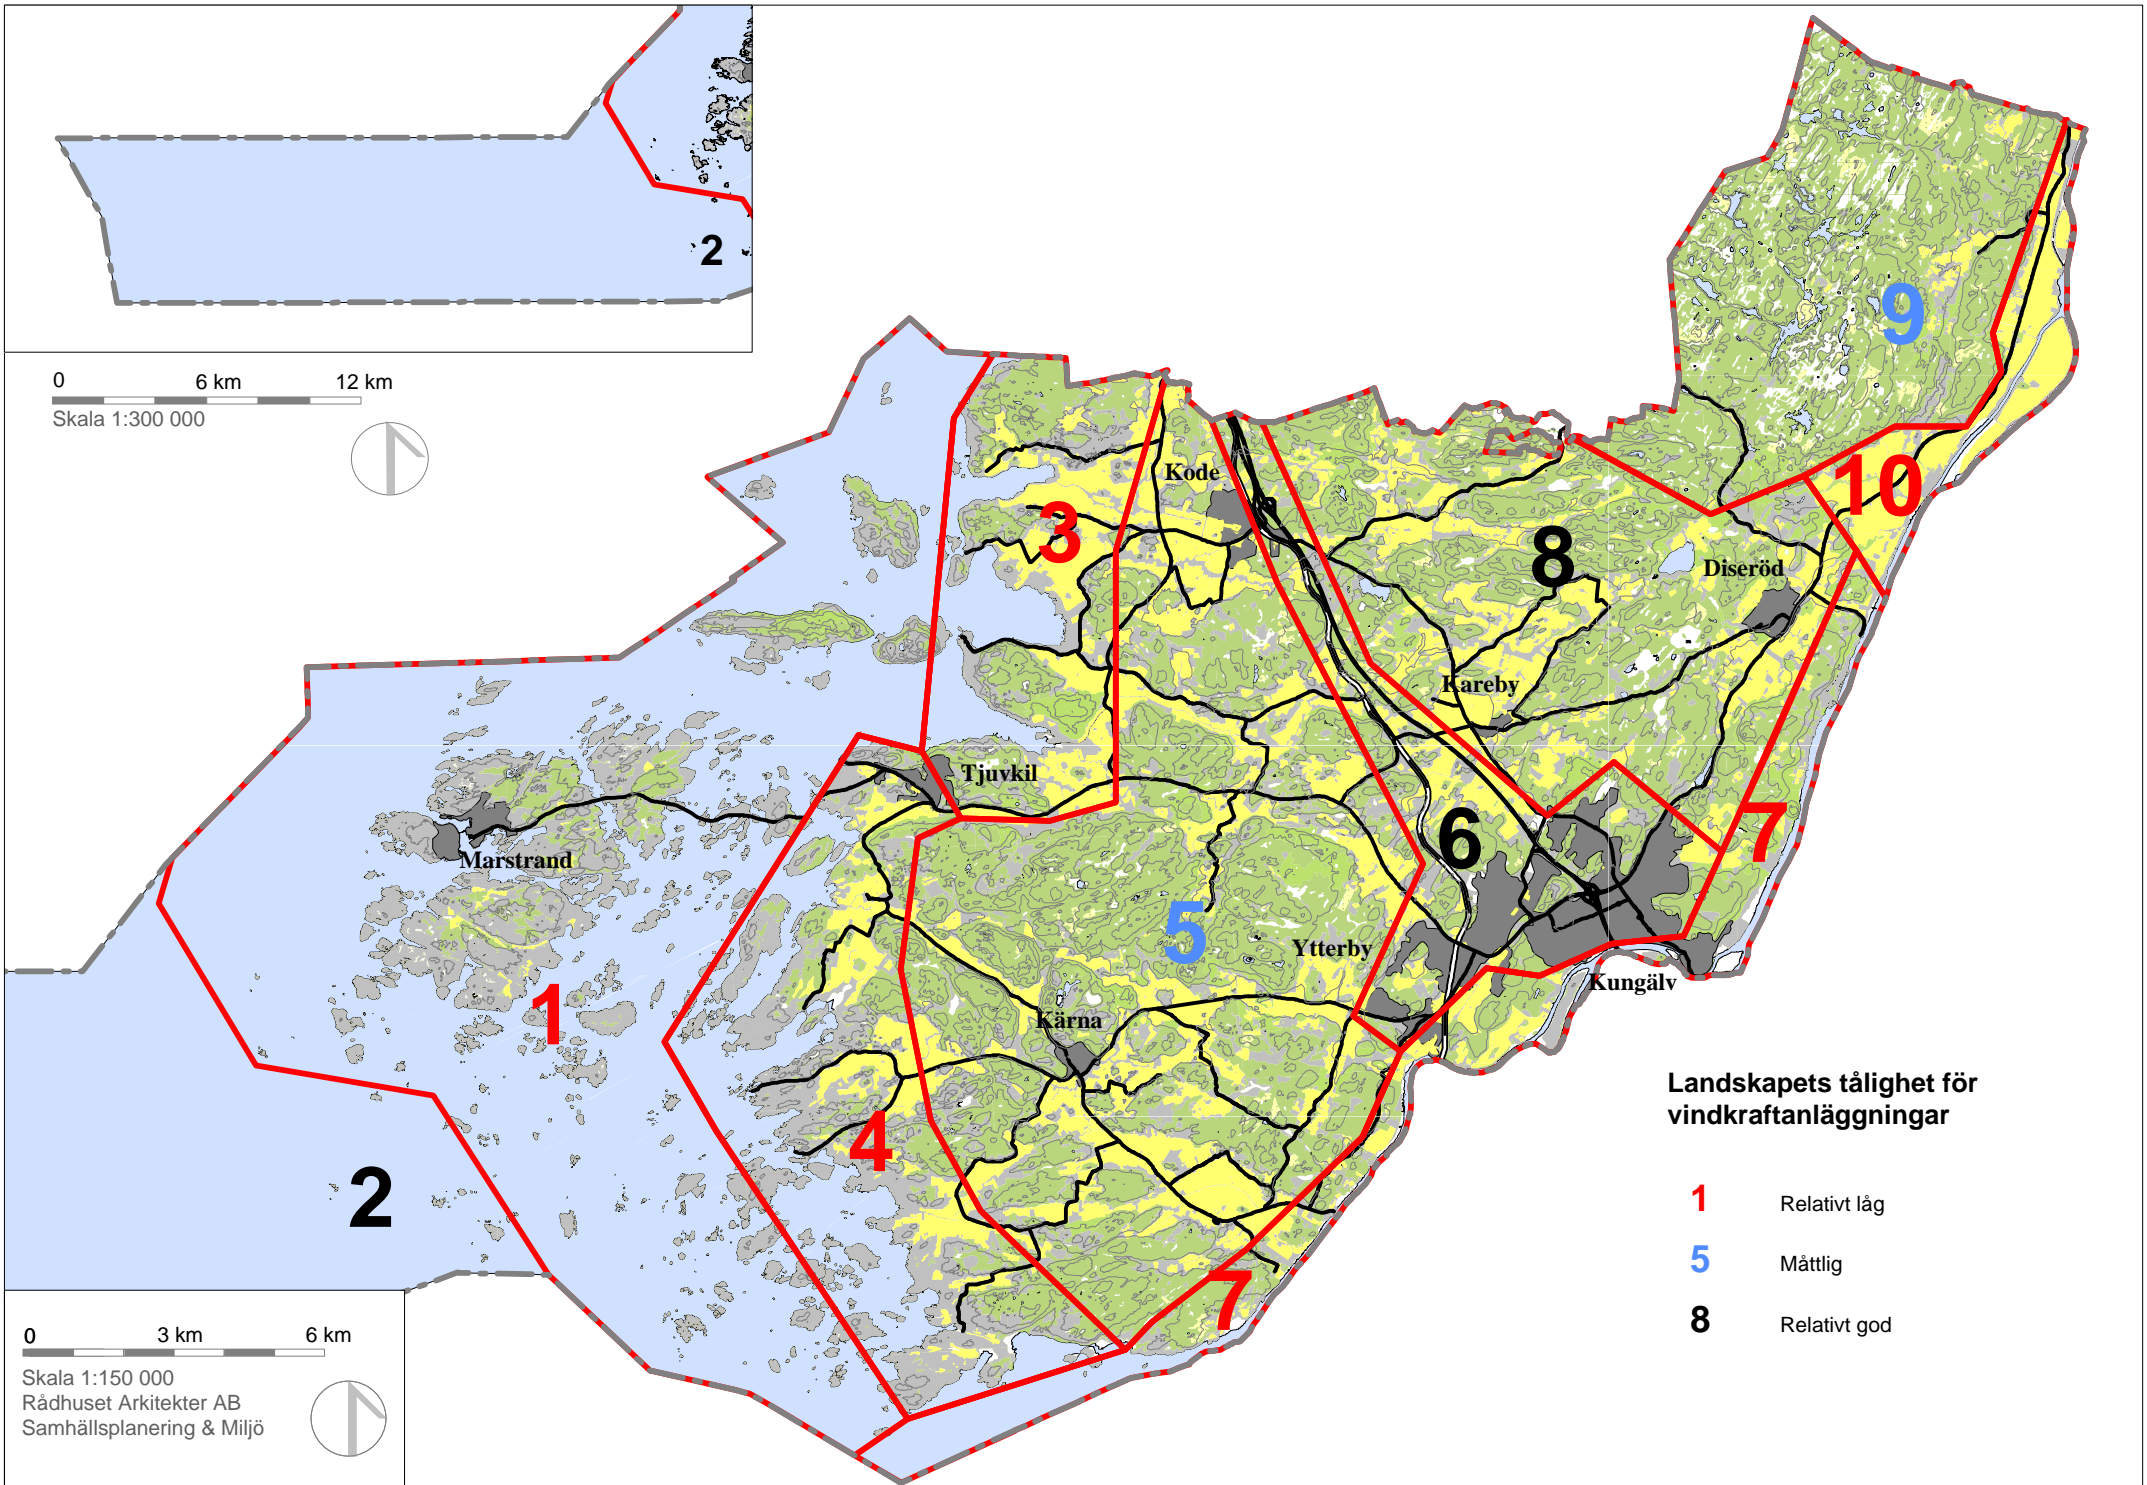 2
0 6 km 12 km
Skala 1:300 000
9
10
Kode
3
8
Diseröd
Kareby
Tjuvkil
7
6
Marstrand
5
Ytterby
Kungälv
1
Kärna
4
2
7
Landskapets tålighet för
vindkraftanläggningar
1 Relativt låg
5 Måttlig
8 Relativt god
0 3 km 6 km
Skala 1:150 000
Rådhuset Arkitekter AB
Samhällsplanering & Miljö